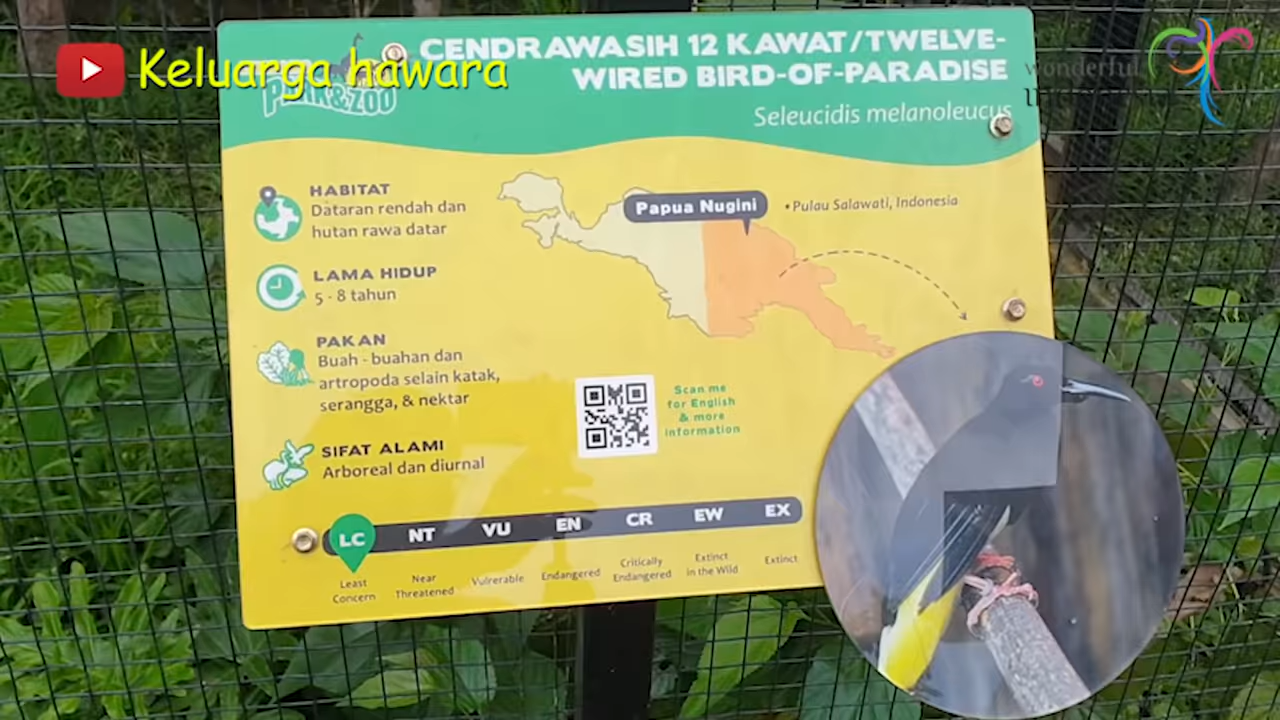 Keluarga hawara
PARK&ZOO
CENDRAWASIH 12 KAWAT/TWELVE-
WIRED BIRD-OF-PARADISE
Seleucidis melanoleucus
wonderful
HABITAT
Dataran rendah dan
hutan rawa datar
Papua Nugini
•Pulau Salawati, Indonesia
LAMA HIDUP
5 - 8 tahun
PAKAN
Buah - buahan dan
artropoda selain katak,
serangga, & nektar
Scan me
for English
& more
information
SIFAT ALAMI
Arboreal dan diurnal
LC NT VU EN CR EW EX
Least
Concern
Near
Threatened
Vulrerable
Endangered
Critically
Endangered
Extinct
in the Wild
Extinct